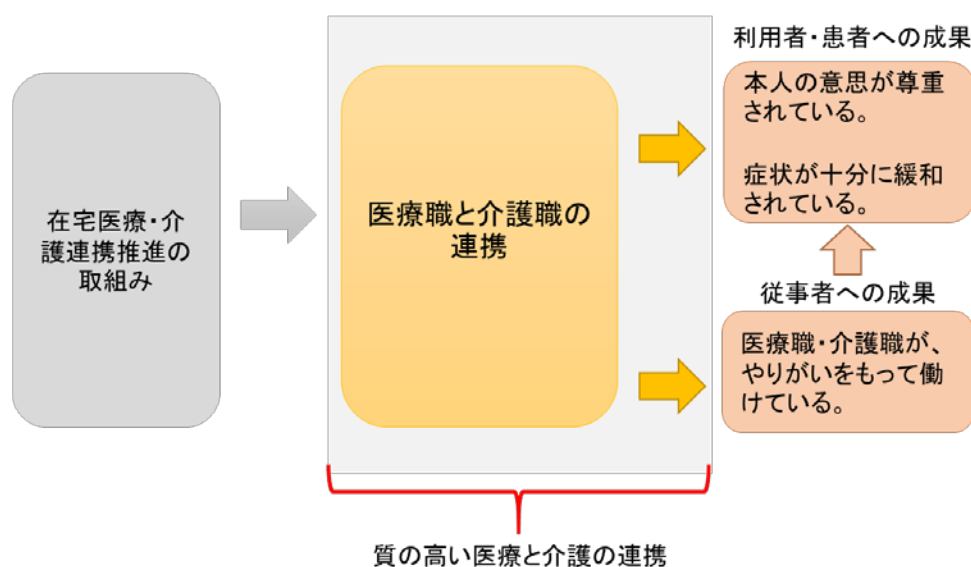 在宅医療・介
護連携推進の
取組み
医療職と介護職の
連携
利用者・患者への成果
本人の意思が尊重
されている。
症状が十分に緩和
されている。
従事者への成果
医療職・介護職が、
やりがいをもって働
けている。
質の高い医療と介護の連携